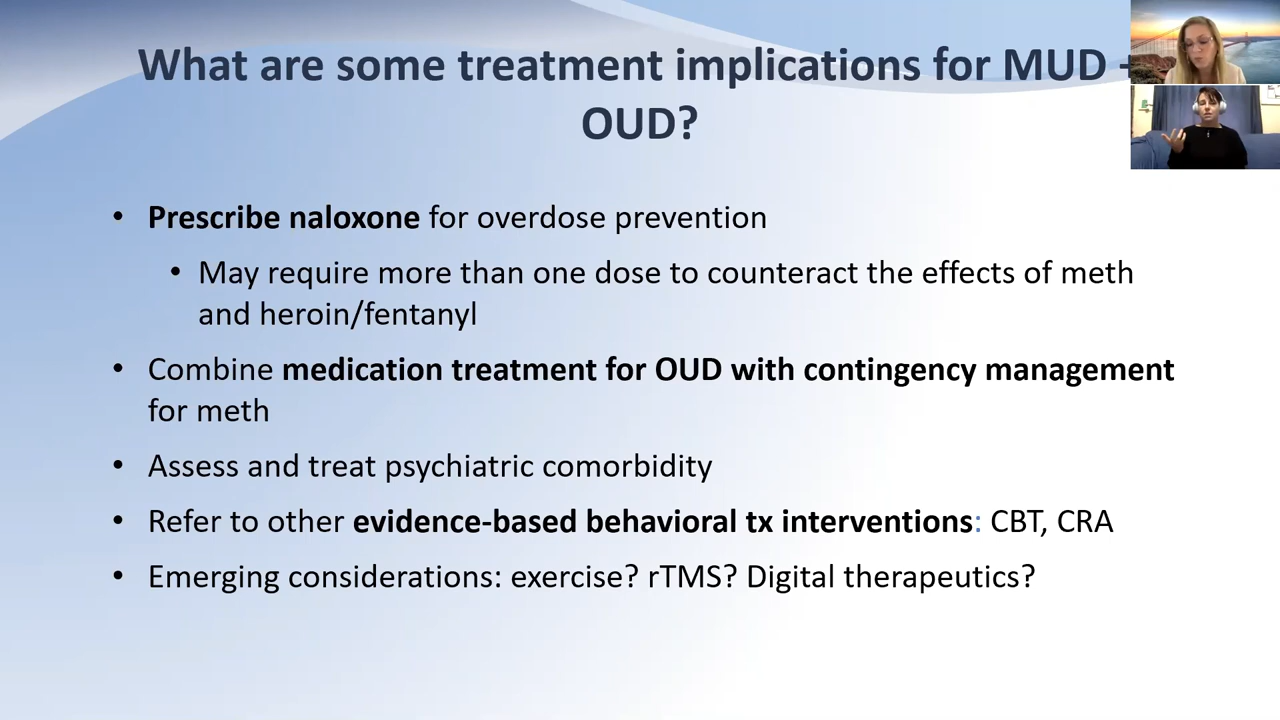 What are some treatment implications for MUD
OUD?
• Prescribe naloxone for overdose prevention
• May require more than one dose to counteract the effects of meth
and heroin/fentanyl
• Combine medication treatment for OUD with contingency management
for meth
• Assess and treat psychiatric comorbidity
• Refer to other evidence-based behavioral tx interventions: CBT, CRA
• Emerging considerations: exercise? rTMS? Digital therapeutics?